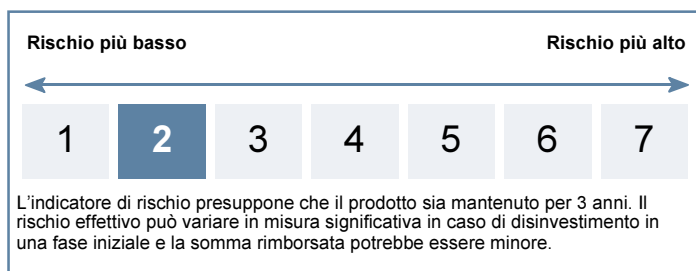 Rischio più basso Rischio più alto
1 2 3 4 5 6 7
L'indicatore di rischio presuppone che il prodotto sia mantenuto per 3 anni. Il
rischio effettivo può variare in misura significativa in caso di disinvestimento in
una fase iniziale e la somma rimborsata potrebbe essere minore.